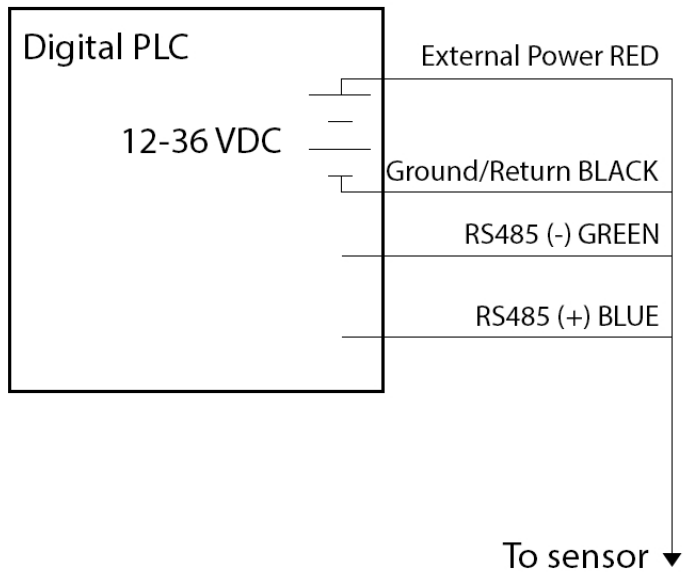 Digital PLC
External Power RED
12-36 VDC
Ground/Return BLACK
RS485 (-) GREEN
RS485 (+) BLUE
To sensor